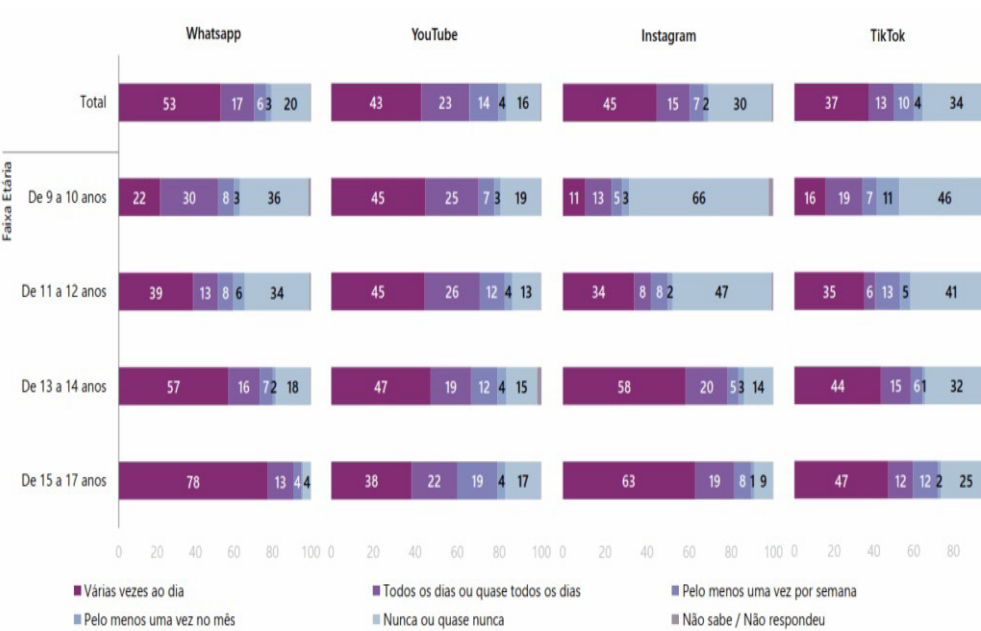 Whatsapp YouTube Instagram TikTok
Total 53 17 6 3 20 43 23 14 4 16 45 15 7 2 30 37 13 10 4 34
Faixa Etária
De 9 a 10 anos 22 30 8 3 36 45 25 7 3 19 11 13 5 3 66 16 19 7 11 46
De 11 a 12 anos 39 13 8 6 34 45 26 12 4 13 34 8 8 2 47 35 6 13 5 41
De 13 a 14 anos 57 16 7 2 18 47 19 12 4 15 58 20 5 3 14 44 15 6 1 32
De 15 a 17 anos 78 13 4 4 38 22 19 4 17 63 19 8 1 9 47 12 12 2 25
0 20 40 60 80 100 0 20 40 60 80 100 0 20 40 60 80 100 0 20 40 60 80
Várias vezes ao dia Todos os dias ou quase todos os dias Pelo menos uma vez por semana
Pelo menos uma vez no mês Nunca ou quase nunca Não sabe / Não respondeu